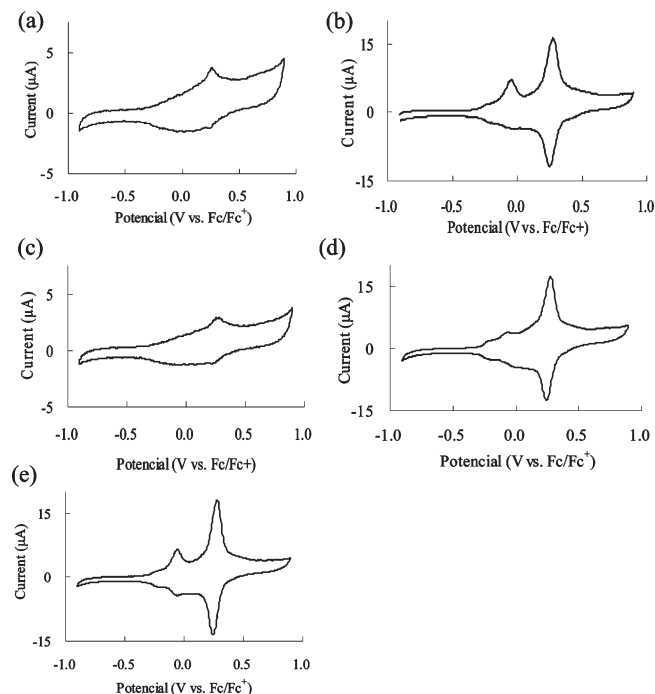 (a)
5
0
-5
Current (μA)
-1.0 -0.5 0.0 0.5 1.0
Potencial (V vs. Fc/Fc+)
(b)
15
0
-15
Current (μA)
-1.0 -0.5 0.0 0.5 1.0
Potencial (V vs. Fc/Fc+)
(c)
5
0
-5
Current (μA)
-1.0 -0.5 0.0 0.5 1.0
Potencial (V vs. Fc/Fc+)
(d)
15
0
-15
Current (μA)
-1.0 -0.5 0.0 0.5 1.0
Potencial (V vs. Fc/Fc+)
(e)
15
0
-15
Current (μA)
-1.0 -0.5 0.0 0.5 1.0
Potencial (V vs. Fc/Fc+)